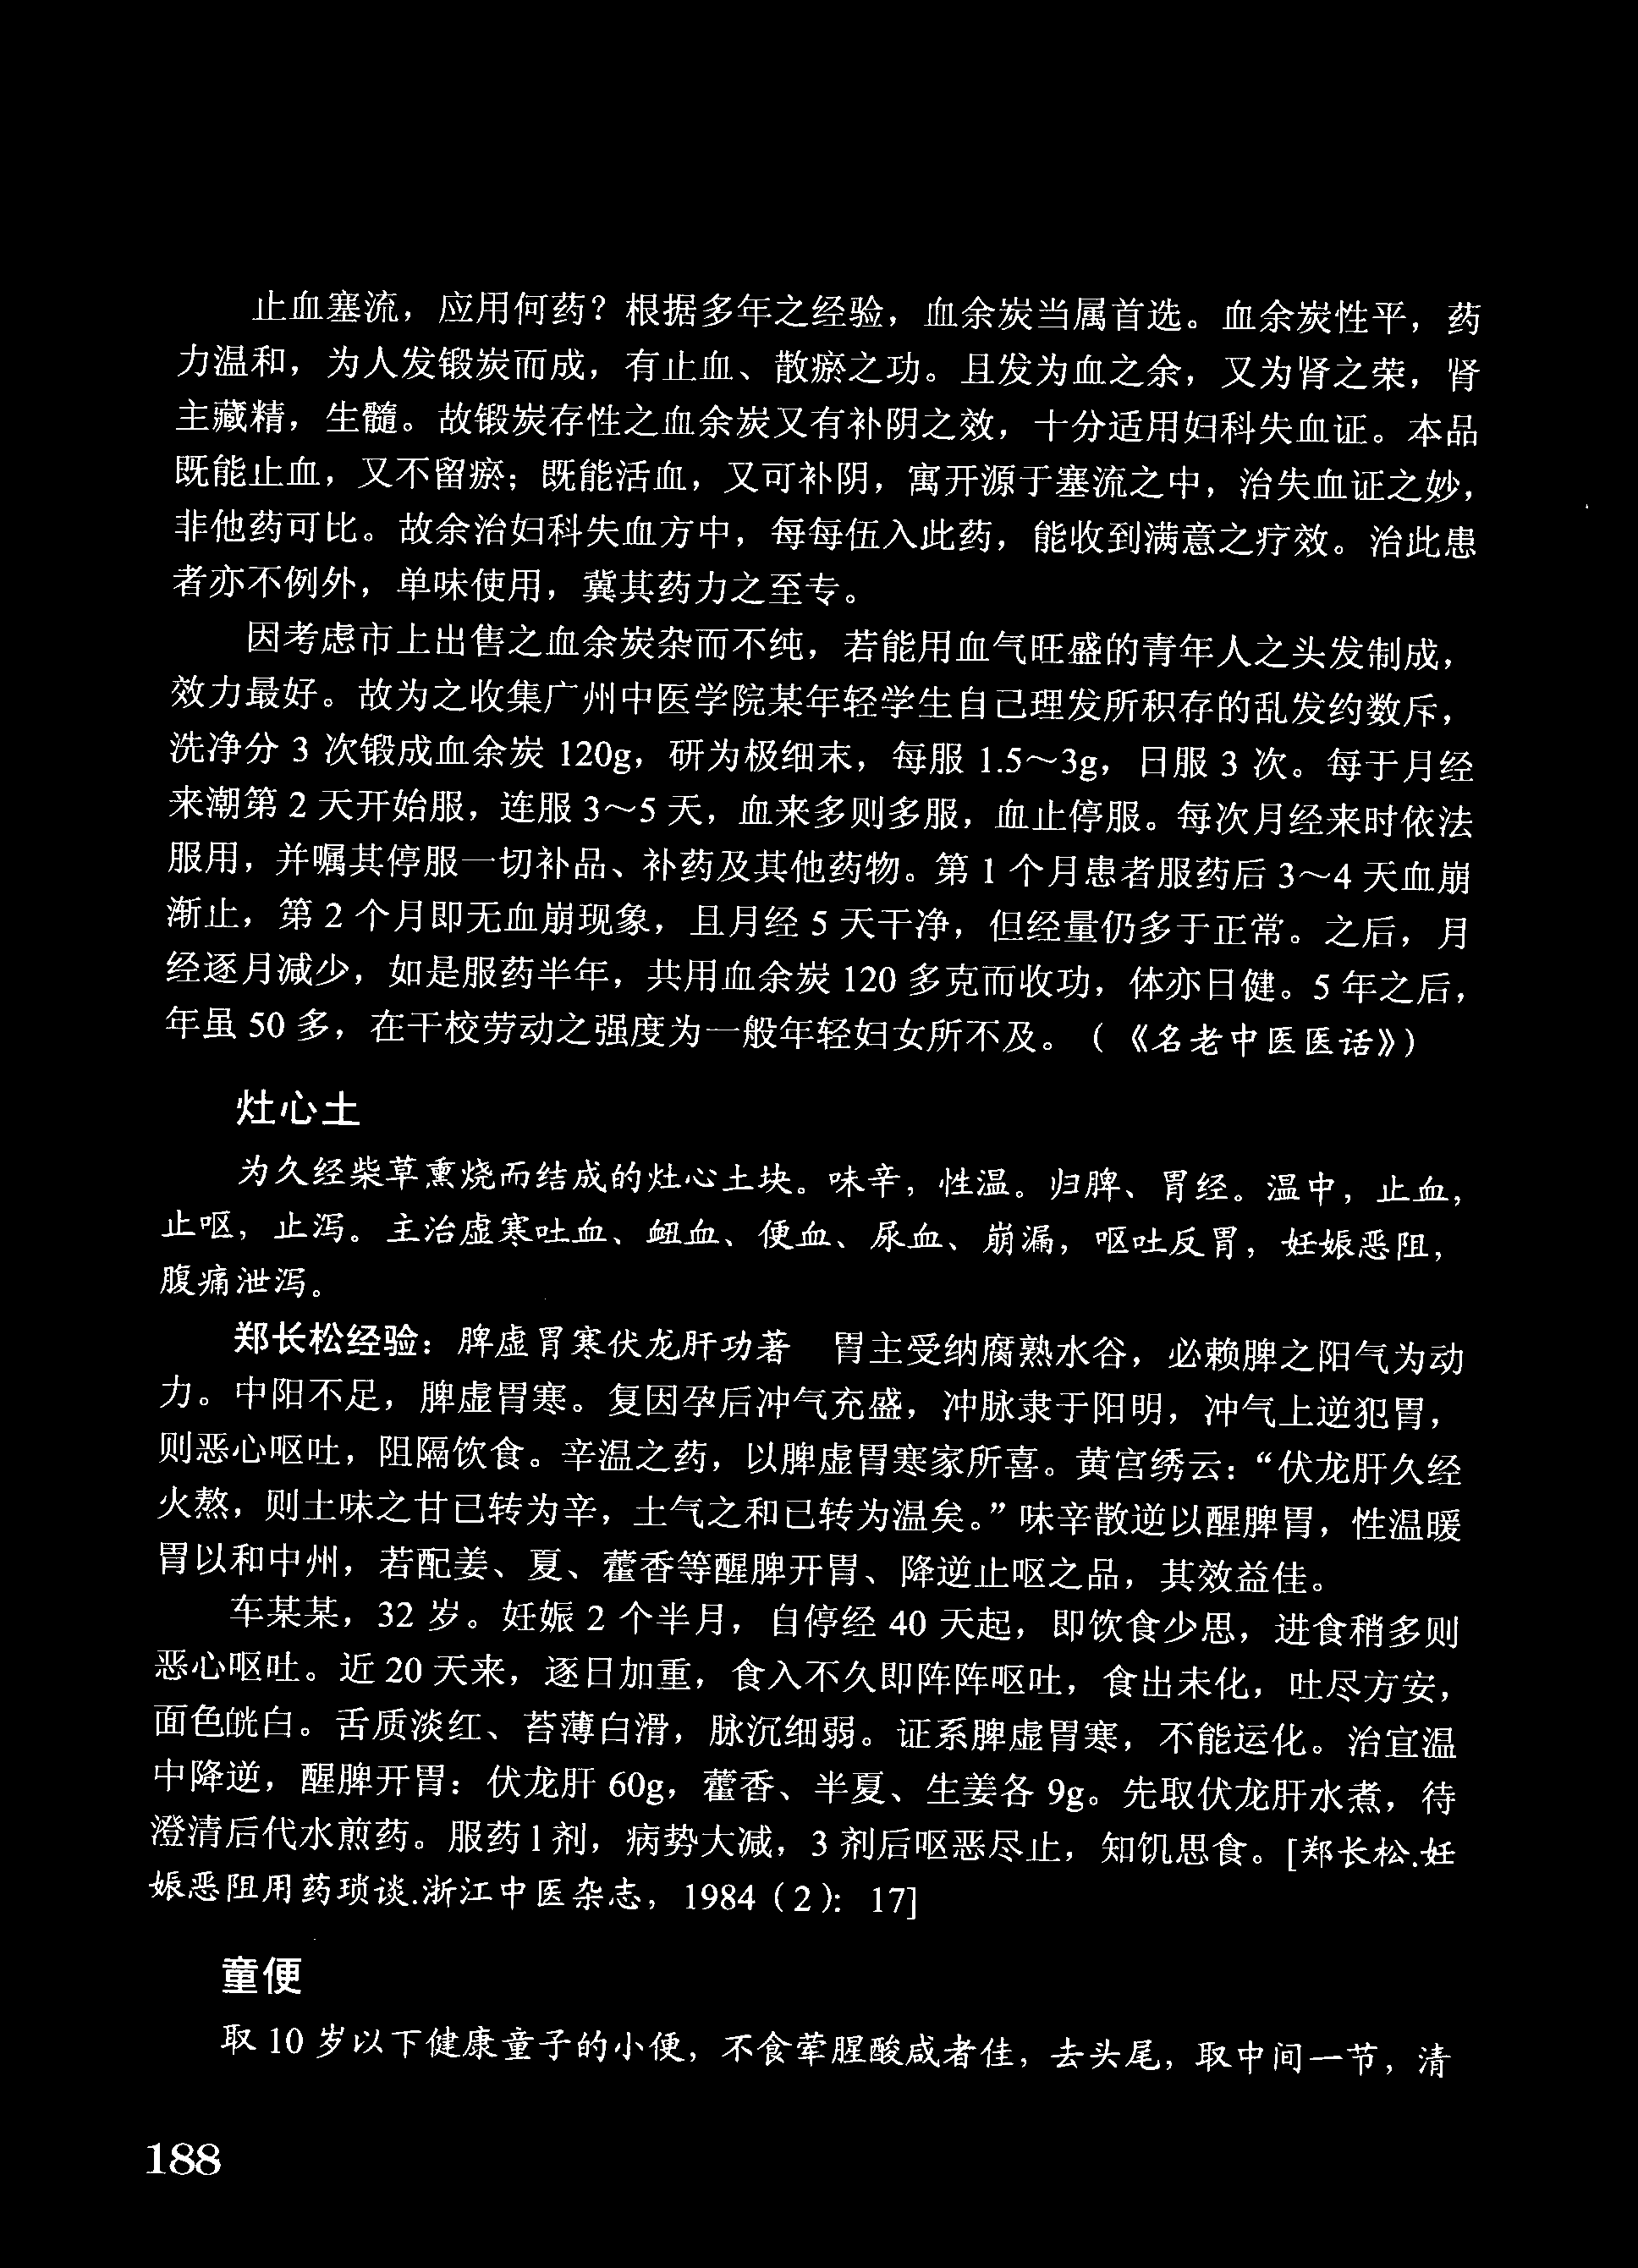 止血塞流，应用何药？根据多年之经验，血余炭当属首选。血余炭性平，药
力温和，为人发锻炭而成，有止血、散瘀之功。且发为血之余，又为肾之荣，肾
主藏精，生髓。故锻炭存性之血余炭又有补阴之效，十分适用妇科失血证。本品
既能止血，又不留瘀；既能活血，又可补阴，寓开源于塞流之中，治失血证之妙，
非他药可比。故余治妇科失血方中，每每伍入此药，能收到满意之疗效。治此患
者亦不例外，单味使用，冀其药力之至专。
因考虑市上出售之血余炭杂而不纯，若能用血气旺盛的青年人之头发制成，
效力最好。故为之收集广州中医学院某年轻学生自己理发所积存的乱发约数斥，
洗净分 3 次锻成血余炭 120g，研为极细末，每服 1.5～3g，日服 3 次。每于月经
来潮第 2 天开始服，连服 3～5 天，血来多则多服，血止停服。每次月经来时依法
服用，并嘱其停服一切补品、补药及其他药物。第 1 个月患者服药后 3～4 天血崩
渐止，第 2 个月即无血崩现象，且月经 5 天干净，但经量仍多于正常。之后，月
经逐月减少，如是服药半年，共用血余炭 120 多克而收功，体亦日健。5 年之后，
年虽 50 多，在干校劳动之强度为一般年轻妇女所不及。（《名老中医医话》）
灶心土
为久经柴草熏烧而结成的灶心土块。味辛，性温。归脾、胃经。温中，止血，
止呕，止泻。主治虚寒吐血、衄血、便血、尿血、崩漏，呕吐反胃，妊娠恶阻，
腹痛泄泻。
郑长松经验：脾虚胃寒伏龙肝功著　胃主受纳腐熟水谷，必赖脾之阳气为动
力。中阳不足，脾虚胃寒。复因孕后冲气充盛，冲脉隶于阳明，冲气上逆犯胃，
则恶心呕吐，阻隔饮食。辛温之药，以脾虚胃寒家所喜。黄宫绣云：“伏龙肝久经
火熬，则土味之甘已转为辛，土气之和已转为温矣。”味辛散逆以醒脾胃，性温暖
胃以和中州，若配姜、夏、藿香等醒脾开胃、降逆止呕之品，其效益佳。
车某某，32 岁。妊娠 2 个半月，自停经 40 天起，即饮食少思，进食稍多则
恶心呕吐。近 20 天来，逐日加重，食入不久即阵阵呕吐，食出未化，吐尽方安，
面色㿠白。舌质淡红、苔薄白滑，脉沉细弱。证系脾虚胃寒，不能运化。治宜温
中降逆，醒脾开胃：伏龙肝 60g，藿香、半夏、生姜各 9g。先取伏龙肝水煮，待
澄清后代水煎药。服药 1 剂，病势大减，3 剂后呕恶尽止，知饥思食。[郑长松.妊
娠恶阻用药琐谈.浙江中医杂志，1984（2）：17]
童便
取 10 岁以下健康童子的小便，不食荤腥酸咸者佳，去头尾，取中间一节，清
188